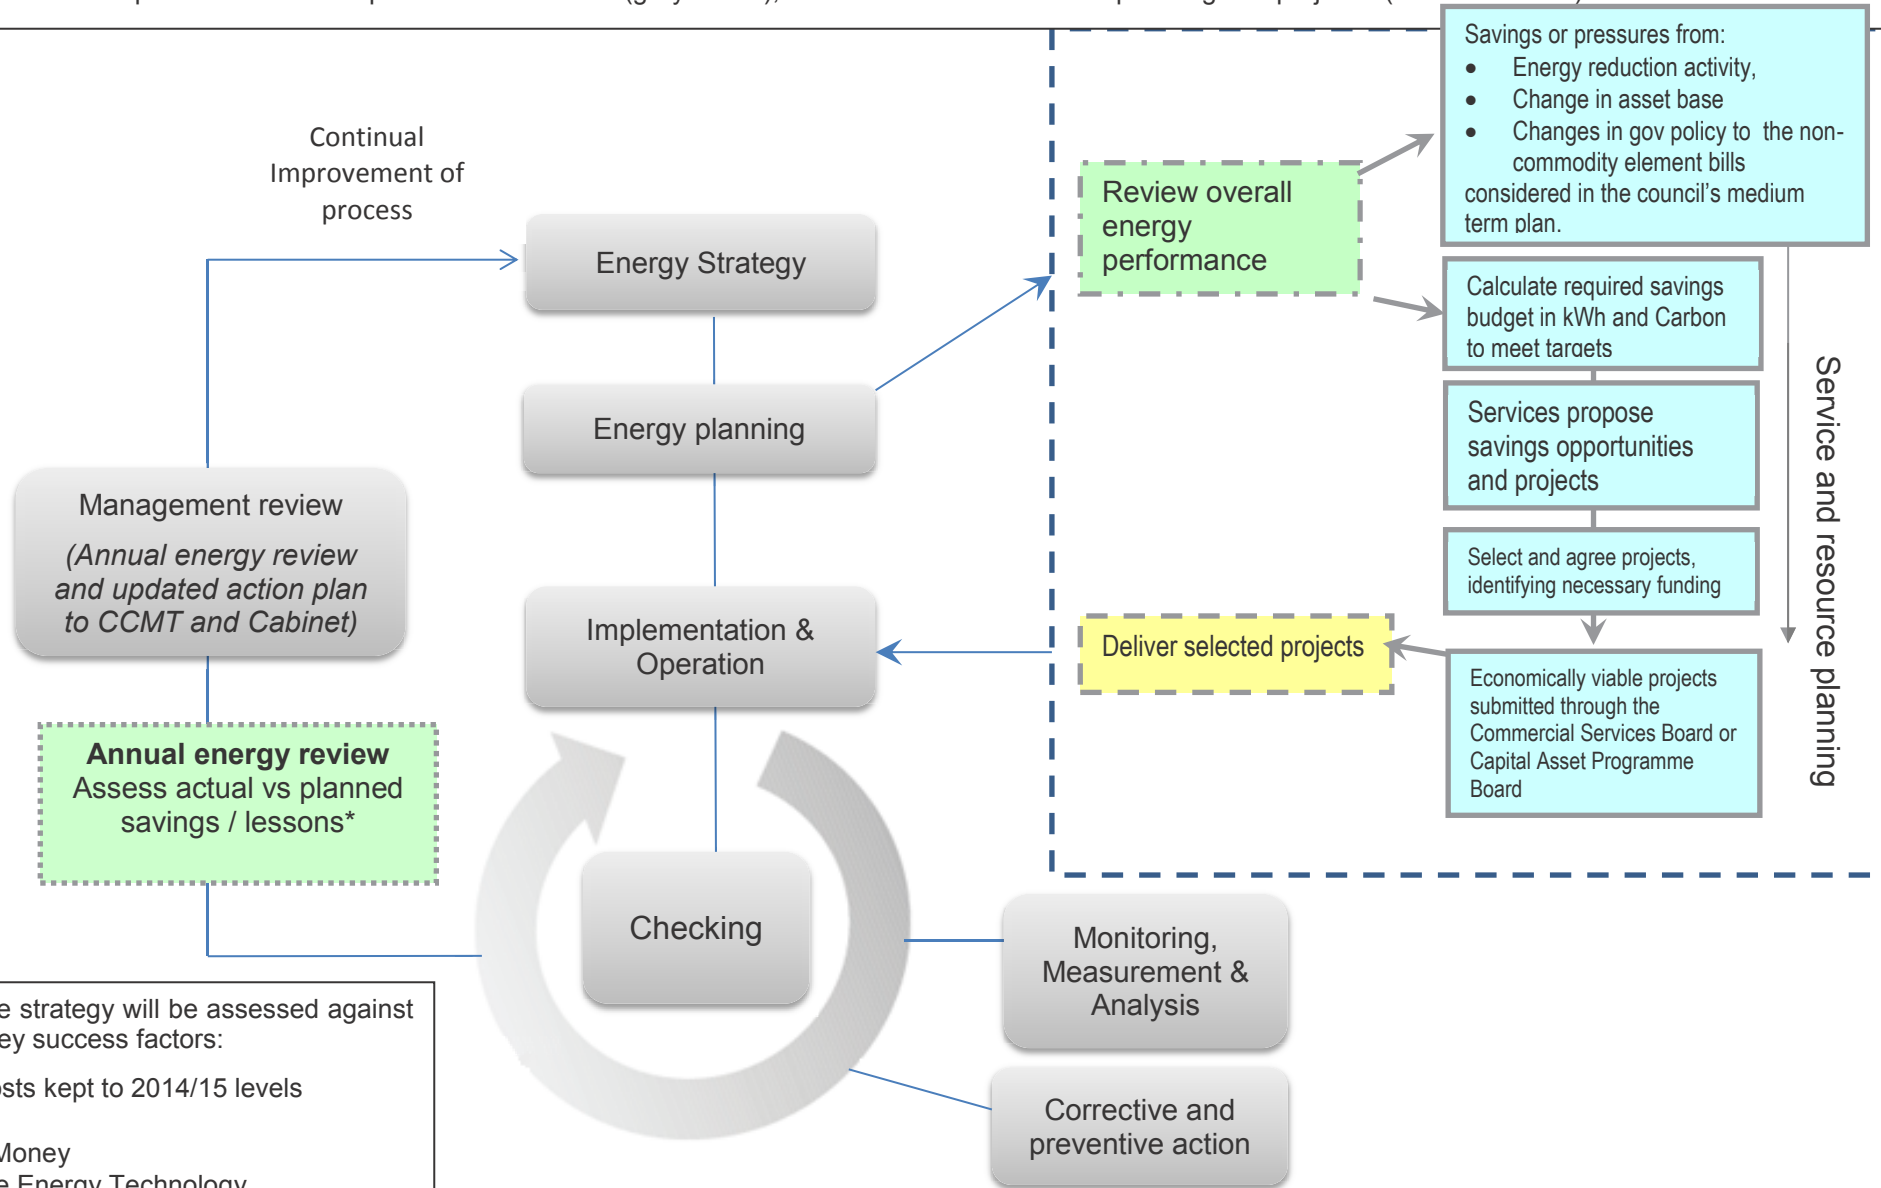 Savings or pressures from:
• Energy reduction activity,
• Change in asset base
• Changes in gov policy to the non-
commodity element bills
considered in the council's medium
term plan.
Continual
Improvement of
process
Review overall
energy
performance
Energy Strategy
Calculate required savings
budget in kWh and Carbon
to meet targets
Energy planning
Services propose
savings opportunities
and projects
Service and resource planning
Management review
(Annual energy review
and updated action plan
to CCMT and Cabinet)
Select and agree projects,
identifying necessary funding
Implementation &
Operation
Deliver selected projects
Economically viable projects
submitted through the
Commercial Services Board or
Capital Asset Programme
Board
Annual energy review
Assess actual vs planned
savings / lessons*
Checking
Monitoring,
Measurement &
Analysis
Corrective and
preventive action
e strategy will be assessed against
ey success factors:
osts kept to 2014/15 levels
Money
e Energy Technology